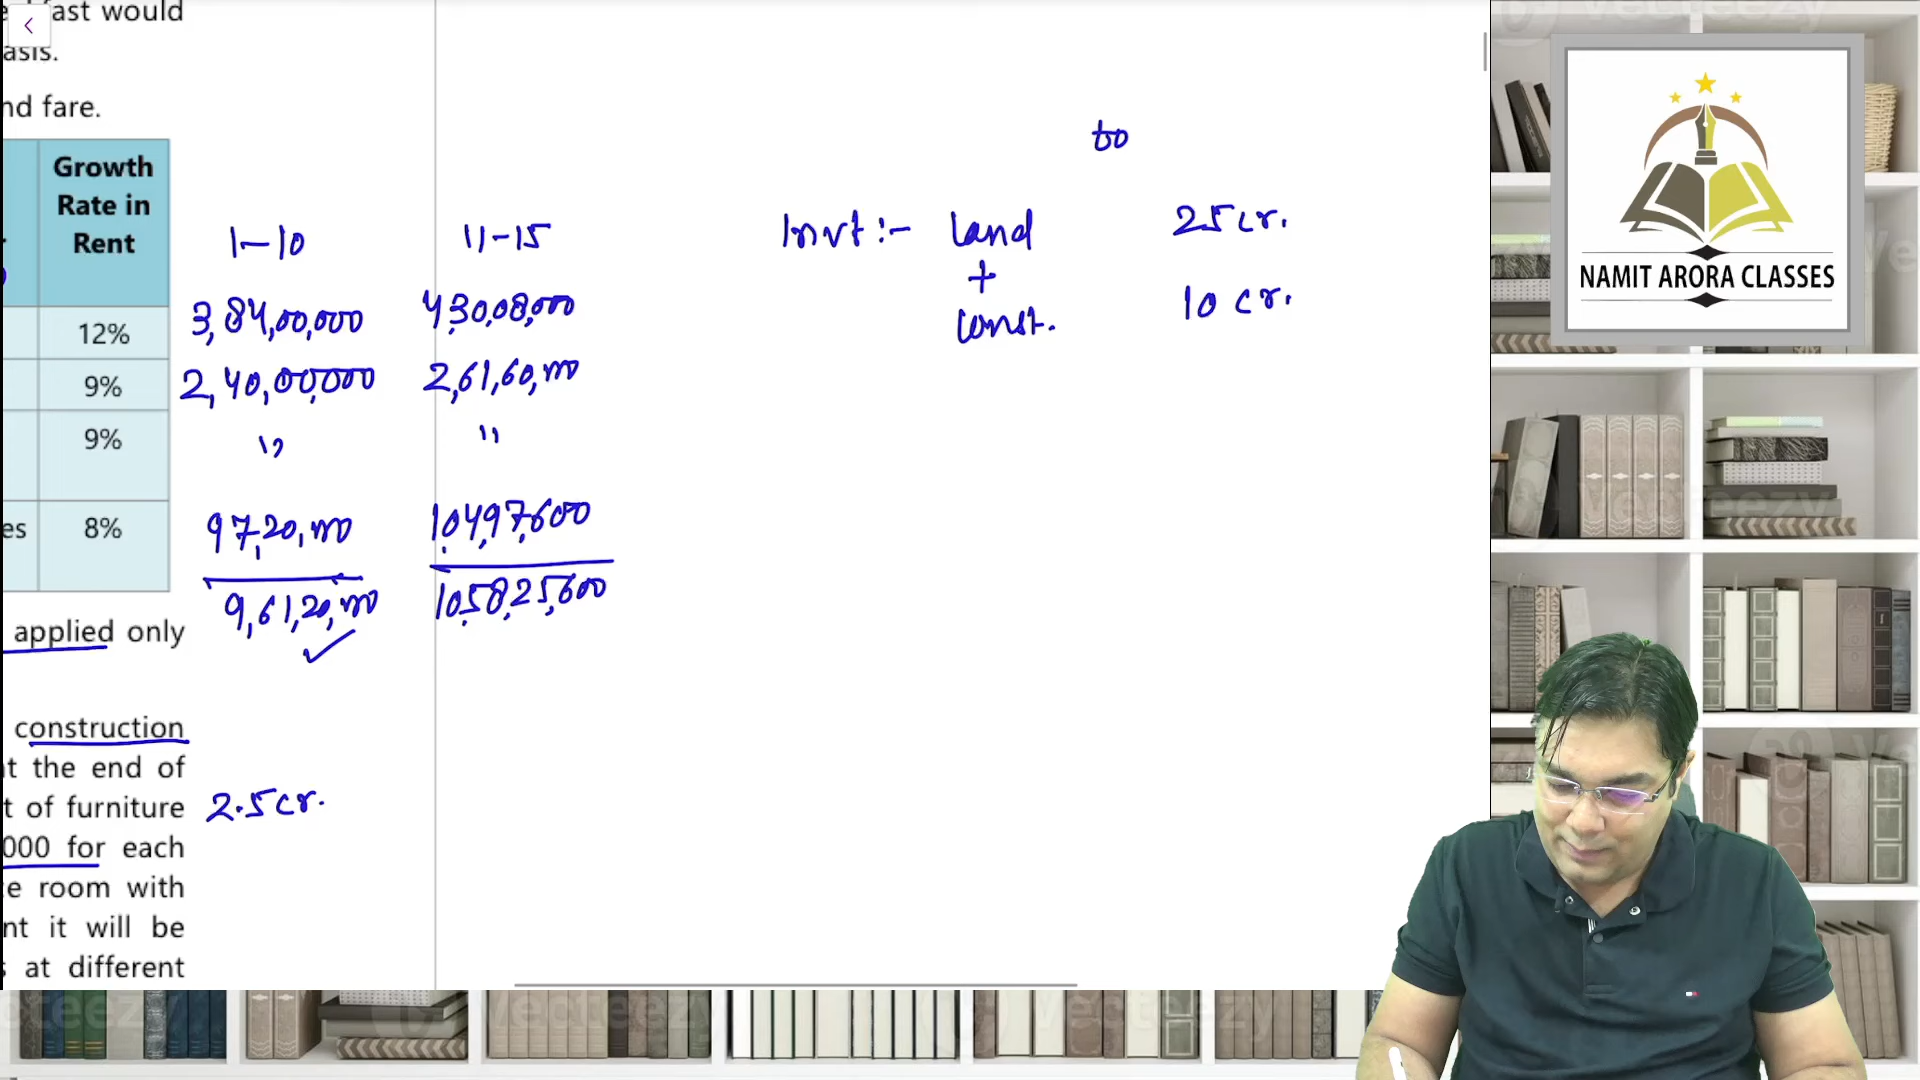 fast would
asis.
nd fare.
Growth
Rate in
Rent
12%
9%
9%
es 8%
applied only
construction
t the end of
t of furniture
000 for each
e room with
nt it will be
s at different
1-10
3,84,00,000
2,40,00,000
"
97,20,000
9,61,20,000
2.5 cr.
11-15
4,30,08,000
2,61,60,000
"
1,04,97,600
10,58,25,600
to
Invt :- Land 25 cr.
+
Const. 10 cr.
NAMIT ARORA CLASSES
Vecteezy
Vecteezy